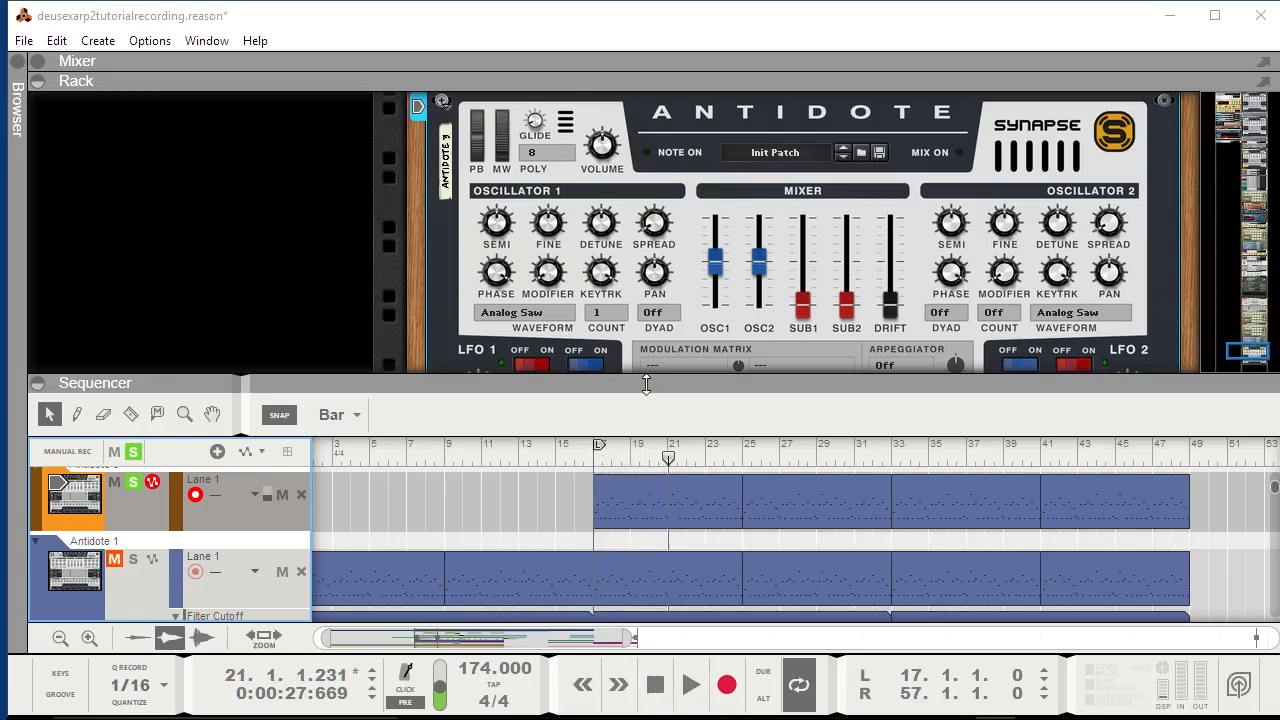 deusexarp2tutorialrecording.reason*
File Edit Create Options Window Help
Mixer
Rack
Browser
ANTIDOTE
SYNAPSE
S
ANTIDOTE 3
GLIDE
8
PB MW POLY VOLUME
NOTE ON Init Patch MIX ON
OSCILLATOR 1 MIXER OSCILLATOR 2
SEMI FINE DETUNE SPREAD SEMI FINE DETUNE SPREAD
PHASE MODIFIER KEYTRK PAN PHASE MODIFIER KEYTRK PAN
Analog Saw 1 Off Off Off Analog Saw
WAVEFORM COUNT DYAD OSC1 OSC2 SUB1 SUB2 DRIFT DYAD COUNT WAVEFORM
LFO 1 OFF ON OFF ON MODULATION MATRIX ARPEGGIATOR OFF ON OFF ON LFO 2
--- --- Off
Sequencer
SNAP Bar
MANUAL REC M S
3 5 7 9 11 13 15 L 19 21 23 25 27 29 31 33 35 37 39 41 43 45 47 49 51 53
4/4
M S Lane 1
M
Antidote 1
M S Lane 1
M
Filter Cutoff
ZOOM
KEYS
GROOVE
Q RECORD
1/16
QUANTIZE
21. 1. 1.231 *
0:00:27:669
CLICK
PRE
174.000
TAP
4/4
DUB
ALT
L 17. 1. 1. 0
R 57. 1. 1. 0
DSP IN OUT